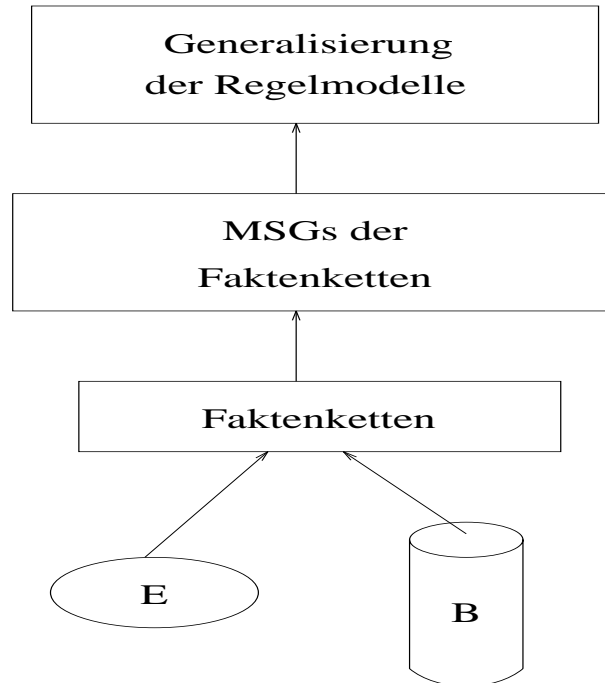 Generalisierung
der Regelmodelle
MSGs der
Faktenketten
Faktenketten
E
B